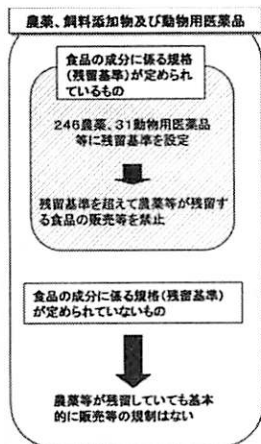 農薬、飼料添加物及び動物用医薬品
食品の成分に係る規格
(残留基準)が定められ
ているもの
246農薬、31動物用医薬品
等に残留基準を設定
残留基準を超えて農薬等が残留す
る食品の販売等を禁止
食品の成分に係る規格(残留基準)
が定められていないもの
農薬等が残留していても基本
的に販売等の規制はない